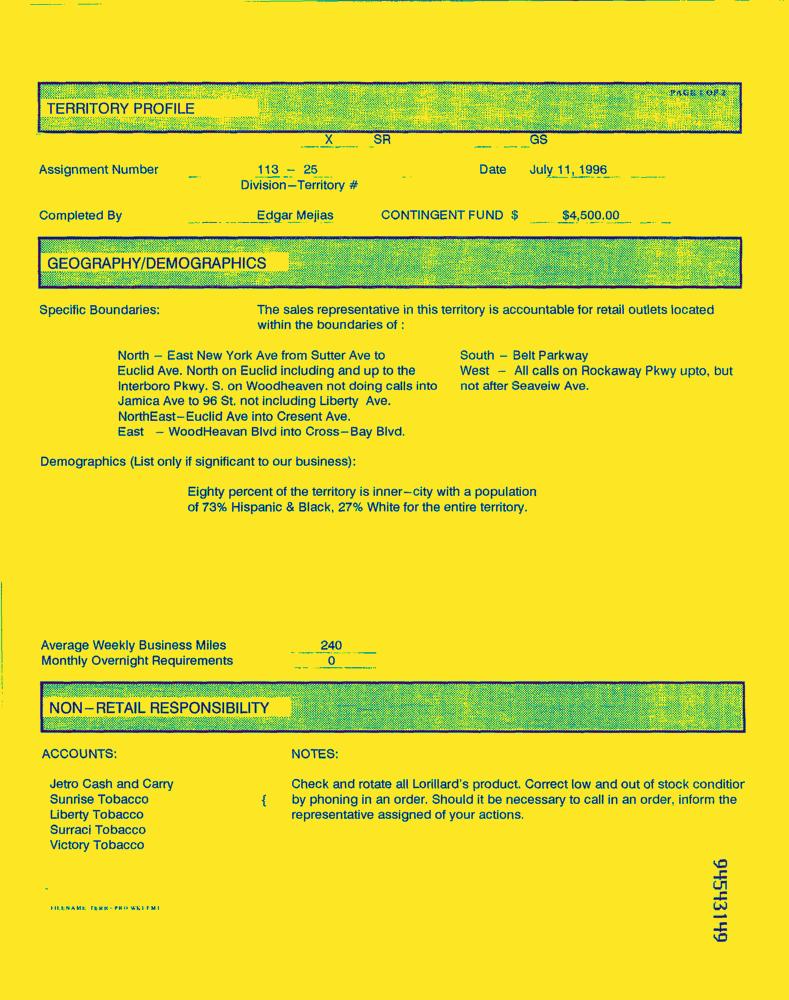 PAGE 1 OF 2
TERRITORY PROFILE
X SR GS
Assignment Number 113 - 25 Date July 11, 1996
Division-Territory #
Completed By Edgar Mejias CONTINGENT FUND $ $4,500.00
GEOGRAPHY/DEMOGRAPHICS
Specific Boundaries: The sales representative in this territory is accountable for retail outlets located
within the boundaries of :
North - East New York Ave from Sutter Ave to South - Belt Parkway
Euclid Ave. North on Euclid including and up to the West - All calls on Rockaway Pkwy upto, but
Interboro Pkwy. S. on Woodheaven not doing calls into not after Seaveiw Ave.
Jamica Ave to 96 St. not including Liberty Ave.
NorthEast-Euclid Ave into Cresent Ave.
East - WoodHeavan Blvd into Cross-Bay Blvd.
Demographics (List only if significant to our business):
Eighty percent of the territory is inner-city with a population
of 73% Hispanic & Black, 27% White for the entire territory.
Average Weekly Business Miles 240
Monthly Overnight Requirements 0
NON-RETAIL RESPONSIBILITY
ACCOUNTS: NOTES:
Jetro Cash and Carry Check and rotate all Lorillard's product. Correct low and out of stock condition
Sunrise Tobacco { by phoning in an order. Should it be necessary to call in an order, inform the
Liberty Tobacco representative assigned of your actions.
Surraci Tobacco
Victory Tobacco
94543149
FILENAME